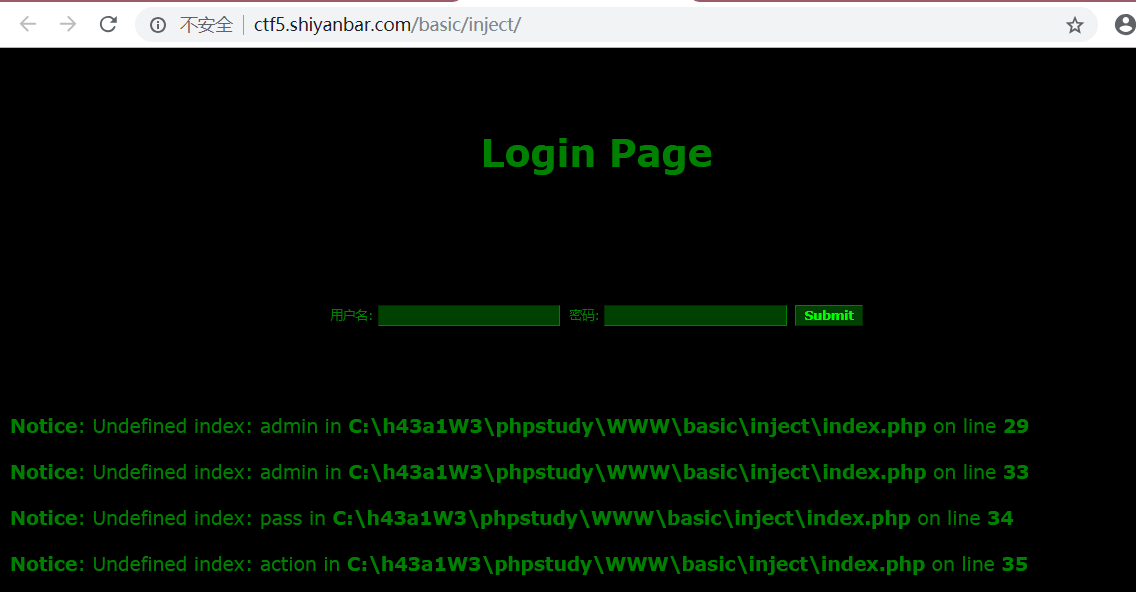 不安全 ctf5.shiyanbar.com/basic/inject/
Login Page
用户名: 密码: Submit
Notice: Undefined index: admin in C:\h43a1W3\phpstudy\WWW\basic\inject\index.php on line 29
Notice: Undefined index: admin in C:\h43a1W3\phpstudy\WWW\basic\inject\index.php on line 33
Notice: Undefined index: pass in C:\h43a1W3\phpstudy\WWW\basic\inject\index.php on line 34
Notice: Undefined index: action in C:\h43a1W3\phpstudy\WWW\basic\inject\index.php on line 35